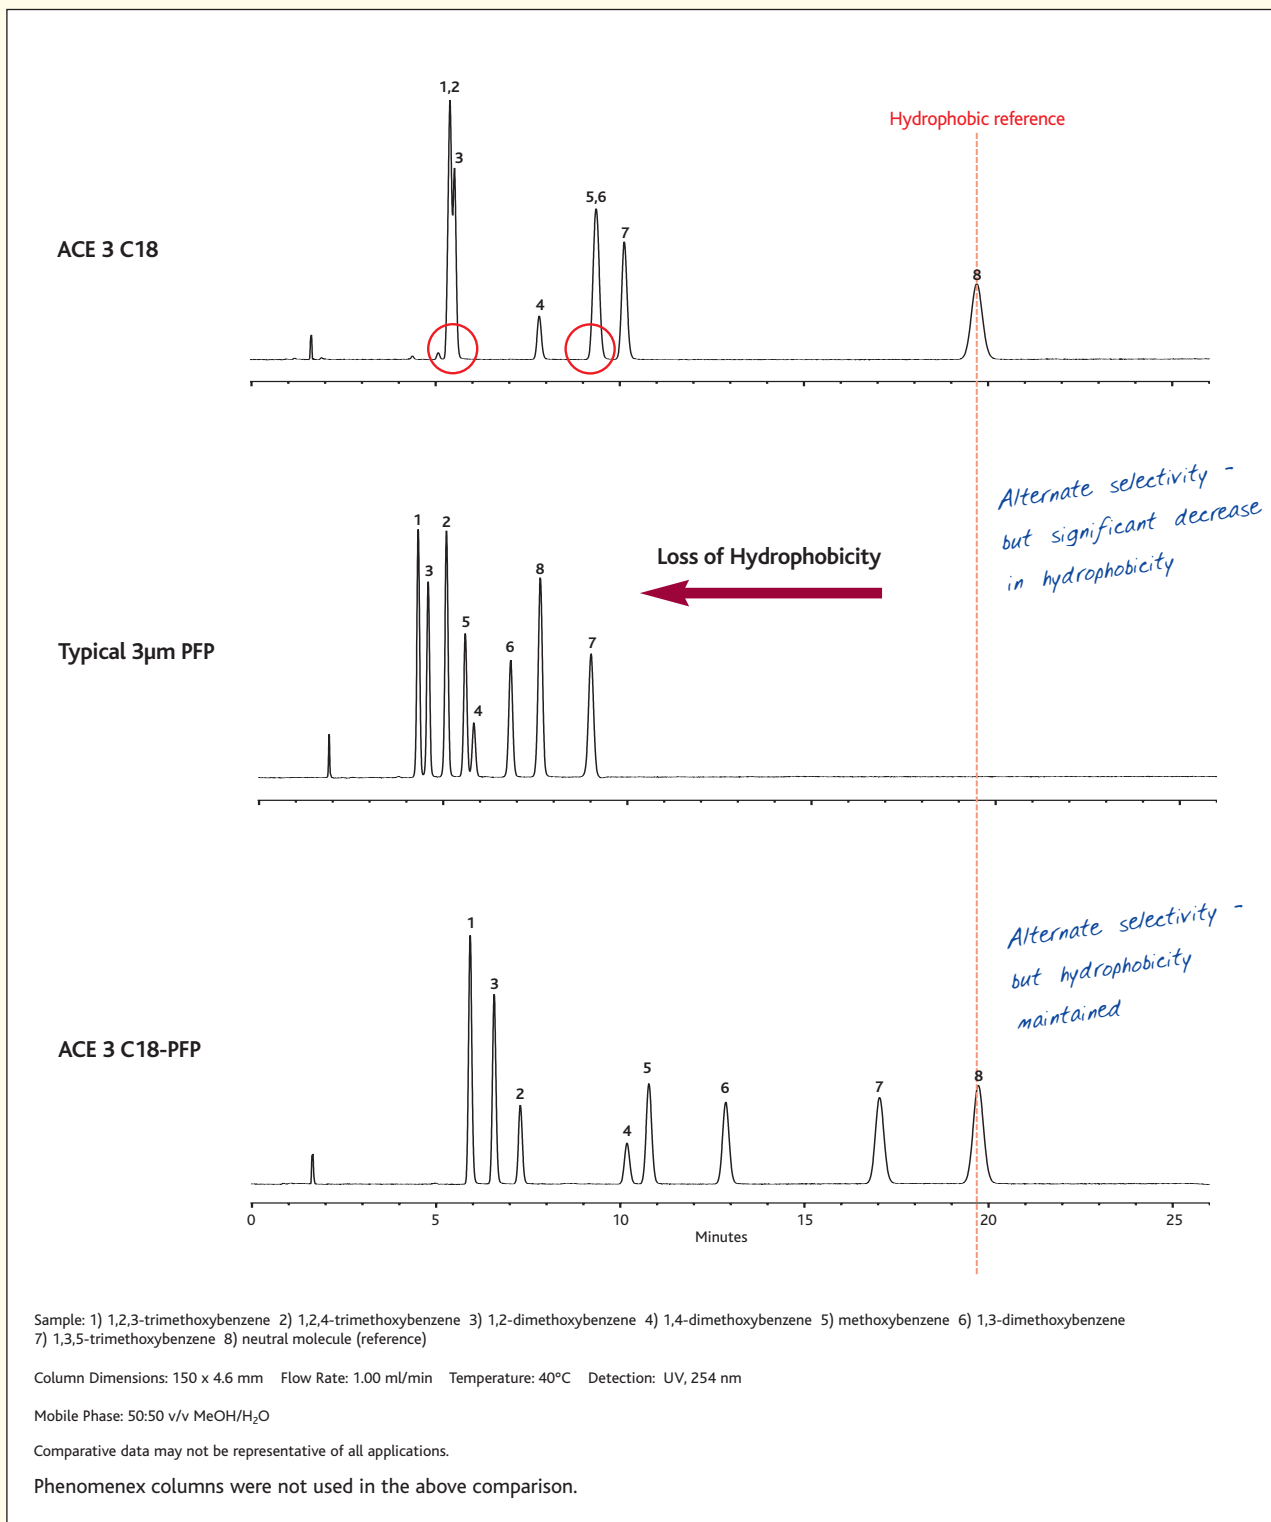 1,2
3
Hydrophobic reference
5,6
7
ACE 3 C18
8
4
Alternate selectivity -
but significant decrease
in hydrophobicity
1
2
3
Loss of Hydrophobicity
8
5
7
6
Typical 3µm PFP
4
Alternate selectivity -
but hydrophobicity
maintained
1
3
ACE 3 C18-PFP
5
8
6
7
2
4
0 5 10 15 20 25
Minutes
Sample: 1) 1,2,3-trimethoxybenzene 2) 1,2,4-trimethoxybenzene 3) 1,2-dimethoxybenzene 4) 1,4-dimethoxybenzene 5) methoxybenzene 6) 1,3-dimethoxybenzene
7) 1,3,5-trimethoxybenzene 8) neutral molecule (reference)
Column Dimensions: 150 x 4.6 mm Flow Rate: 1.00 ml/min Temperature: 40ºC Detection: UV, 254 nm
Mobile Phase: 50:50 v/v MeOH/H₂O
Comparative data may not be representative of all applications.
Phenomenex columns were not used in the above comparison.